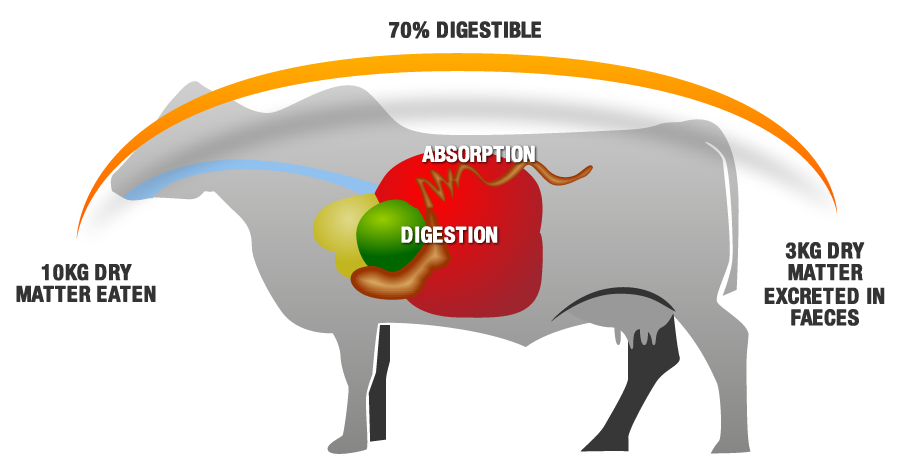 70% DIGESTIBLE
ABSORPTION
DIGESTION
10KG DRY
MATTER EATEN
3KG DRY
MATTER
EXCRETED IN
FAECES